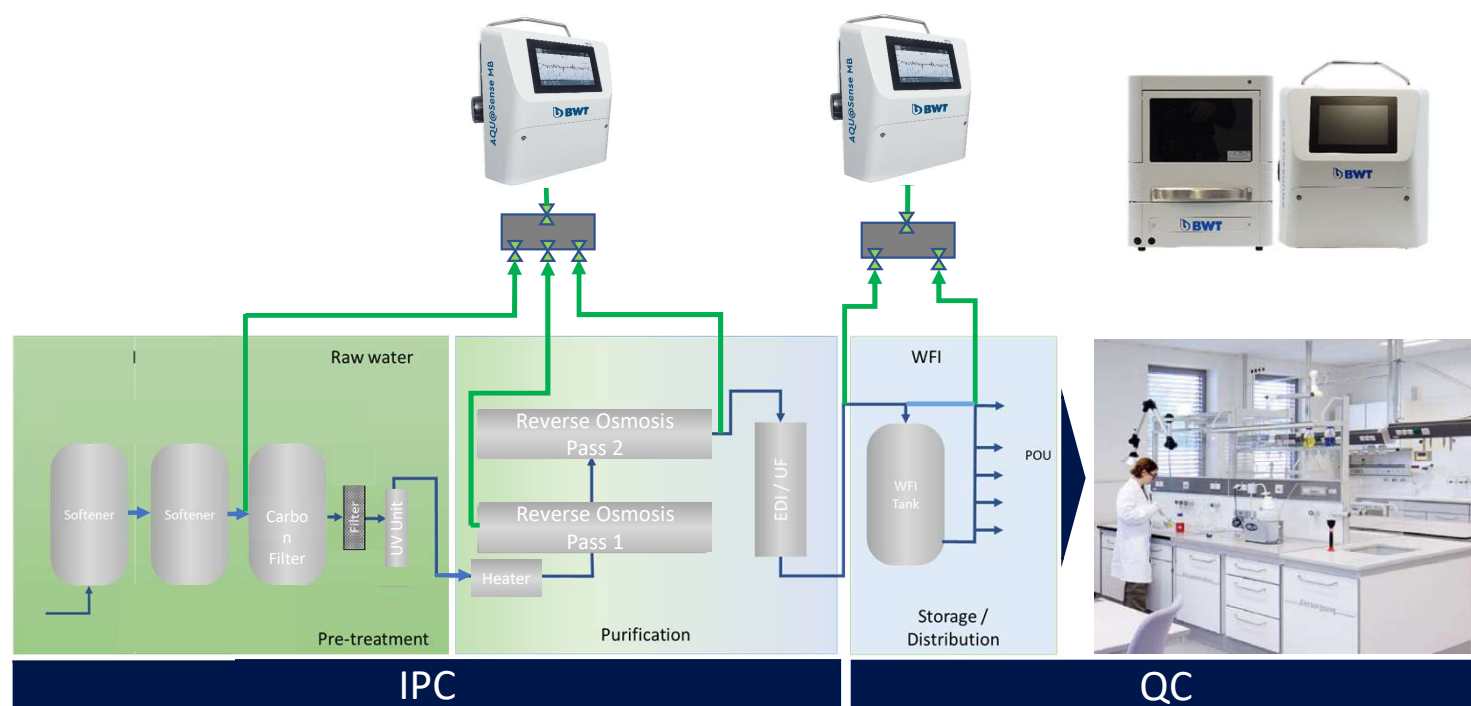 AQU@Sense MB
BWT
AQU@Sense MB
BWT
BWT
BWT
I
Raw water
WFI
Softener
Softener
Carbo
n
Filter
Filter
UV Unit
Heater
Reverse Osmosis
Pass 2
Reverse Osmosis
Pass 1
EDI / UF
WFI
Tank
POU
Pre-treatment
Purification
Storage /
Distribution
Entsorgung
IPC
QC